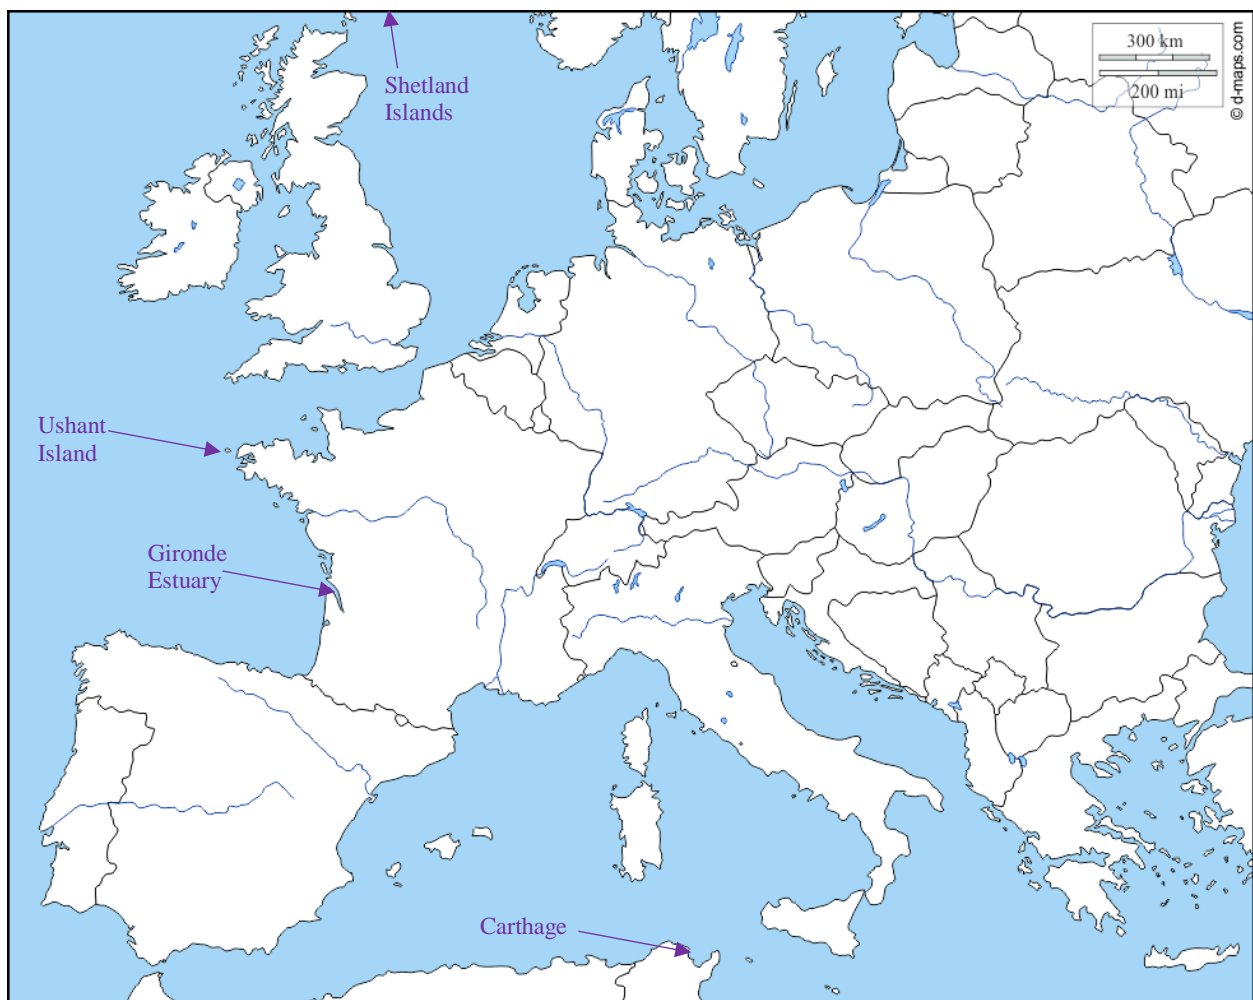 300 km
200 mi
© d-maps.com
Shetland
Islands
Ushant
Island
Gironde
Estuary
Carthage